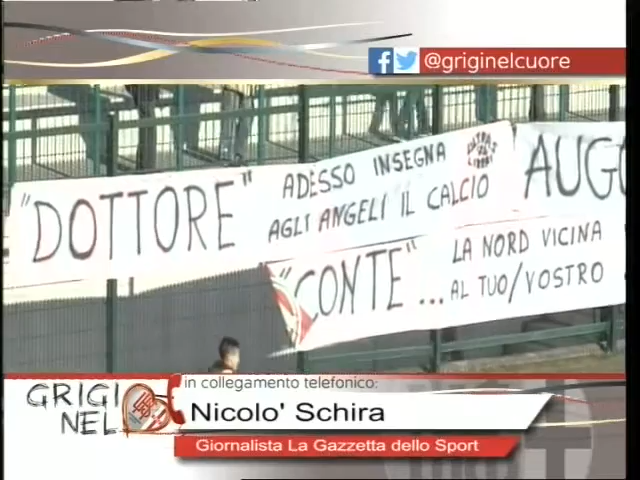 @griginelcuore
"DOTTORE" ADESSO INSEGNA
AGLI ANGELI IL CALCIO
AUG
"CONTE"... LA NORD VICINA
AL TUO/VOSTRO
GRIGI
NEL
in collegamento telefonico:
Nicolo' Schira
Giornalista La Gazzetta dello Sport